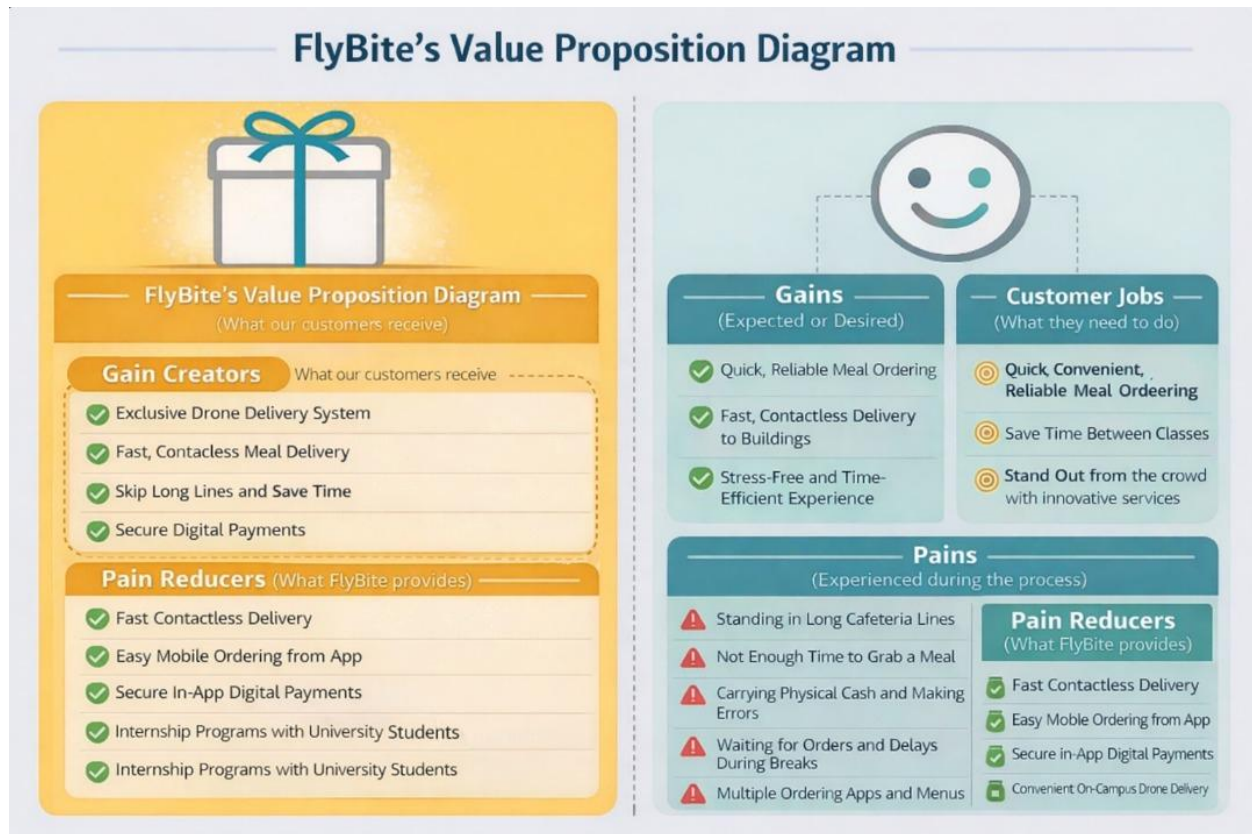 FlyBite's Value Proposition Diagram
FlyBite's Value Proposition Diagram
(What our customers receive)
Gain Creators
What our customers receive
Exclusive Drone Delivery System
Fast, Contacless Meal Delivery
Skip Long Lines and Save Time
Secure Digital Payments
Pain Reducers (What FlyBite provides)
Fast Contactless Delivery
Easy Mobile Ordering from App
Secure In-App Digital Payments
Internship Programs with University Students
Internship Programs with University Students
Gains
(Expected or Desired)
Quick, Reliable Meal Ordering
Fast, Contactless Delivery
to Buildings
Stress-Free and Time-
Efficient Experience
Customer Jobs
(What they need to do)
Quick, Convenient,
Reliable Meal Ordeering
Save Time Between Classes
Stand Out from the crowd
with innovative services
Pains
(Experienced during the process)
Standing in Long Cafeteria Lines
Not Enough Time to Grab a Meal
Carrying Physical Cash and Making
Errors
Waiting for Orders and Delays
During Breaks
Multiple Ordering Apps and Menus
Pain Reducers
(What FlyBite provides)
Fast Contactless Delivery
Easy Moble Ordering from App
Secure in-App Digital Payments
Convenient On-Campus Drone Delivery